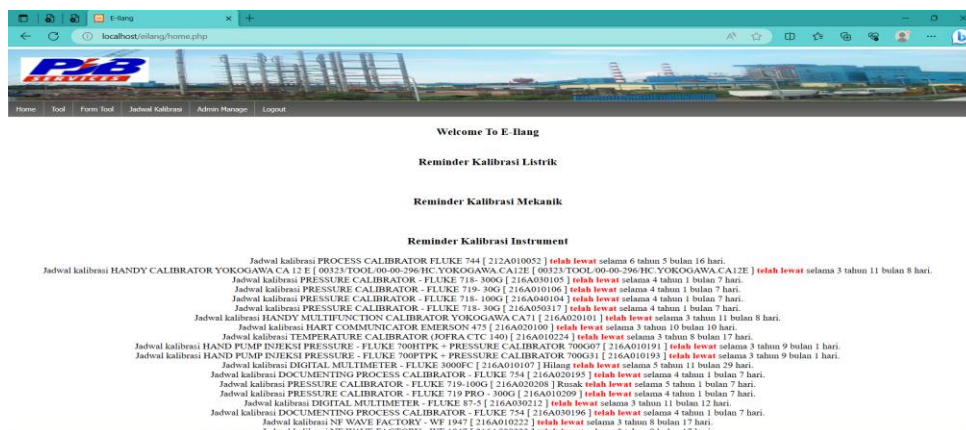 E-Ilang
localhost/eilang/home.php
PJB
SERVICES
Home Tool Form Tool Jadwal Kalibrasi Admin Manage Logout
Welcome To E-Ilang
Reminder Kalibrasi Listrik
Reminder Kalibrasi Mekanik
Reminder Kalibrasi Instrument
Jadwal kalibrasi PROCESS CALIBRATOR FLUKE 744 [ 212A010052 ] telah lewat selama 6 tahun 5 bulan 16 hari.
Jadwal kalibrasi HANDY CALIBRATOR YOKOGAWA CA 12 E [ 00323/TOOL/00-00-296/HC.YOKOGAWA.CA12E [ 00323/TOOL/00-00-296/HC.YOKOGAWA.CA12E ] telah lewat selama 3 tahun 11 bulan 8 hari.
Jadwal kalibrasi PRESSURE CALIBRATOR - FLUKE 718- 300G [ 216A030105 ] telah lewat selama 4 tahun 1 bulan 7 hari.
Jadwal kalibrasi PRESSURE CALIBRATOR - FLUKE 719- 30G [ 216A010106 ] telah lewat selama 4 tahun 1 bulan 7 hari.
Jadwal kalibrasi PRESSURE CALIBRATOR - FLUKE 718- 100G [ 216A040104 ] telah lewat selama 4 tahun 1 bulan 7 hari.
Jadwal kalibrasi PRESSURE CALIBRATOR - FLUKE 718- 30G [ 216A050317 ] telah lewat selama 4 tahun 1 bulan 7 hari.
Jadwal kalibrasi HANDY MULTIFUNCTION CALIBRATOR YOKOGAWA CA71 [ 216A020101 ] telah lewat selama 3 tahun 11 bulan 8 hari.
Jadwal kalibrasi HART COMMUNICATOR EMERSON 475 [ 216A020100 ] telah lewat selama 3 tahun 10 bulan 10 hari.
Jadwal kalibrasi TEMPERATURE CALIBRATOR (JOFRA CTC 140) [ 216A010224 ] telah lewat selama 3 tahun 8 bulan 17 hari.
Jadwal kalibrasi HAND PUMP INJEKSI PRESSURE - FLUKE 700HTPK + PRESSURE CALIBRATOR 700G07 [ 216A010191 ] telah lewat selama 3 tahun 9 bulan 1 hari.
Jadwal kalibrasi HAND PUMP INJEKSI PRESSURE - FLUKE 700PTPK + PRESSURE CALIBRATOR 700G31 [ 216A010193 ] telah lewat selama 3 tahun 9 bulan 1 hari.
Jadwal kalibrasi DIGITAL MULTIMETER - FLUKE 3000FC [ 216A010107 ] Hilang telah lewat selama 5 tahun 11 bulan 29 hari.
Jadwal kalibrasi DOCUMENTING PROCESS CALIBRATOR - FLUKE 754 [ 216A020195 ] telah lewat selama 4 tahun 1 bulan 7 hari.
Jadwal kalibrasi PRESSURE CALIBRATOR - FLUKE 719-100G [ 216A020208 ] Rusak telah lewat selama 5 tahun 1 bulan 7 hari.
Jadwal kalibrasi PRESSURE CALIBRATOR - FLUKE 719 PRO - 300G [ 216A010209 ] telah lewat selama 4 tahun 1 bulan 7 hari.
Jadwal kalibrasi DIGITAL MULTIMETER - FLUKE 87-5 [ 216A030212 ] telah lewat selama 3 tahun 11 bulan 12 hari.
Jadwal kalibrasi DOCUMENTING PROCESS CALIBRATOR - FLUKE 754 [ 216A030196 ] telah lewat selama 4 tahun 1 bulan 7 hari.
Jadwal kalibrasi NF WAVE FACTORY - WF 1947 [ 216A010222 ] telah lewat selama 3 tahun 8 bulan 17 hari.